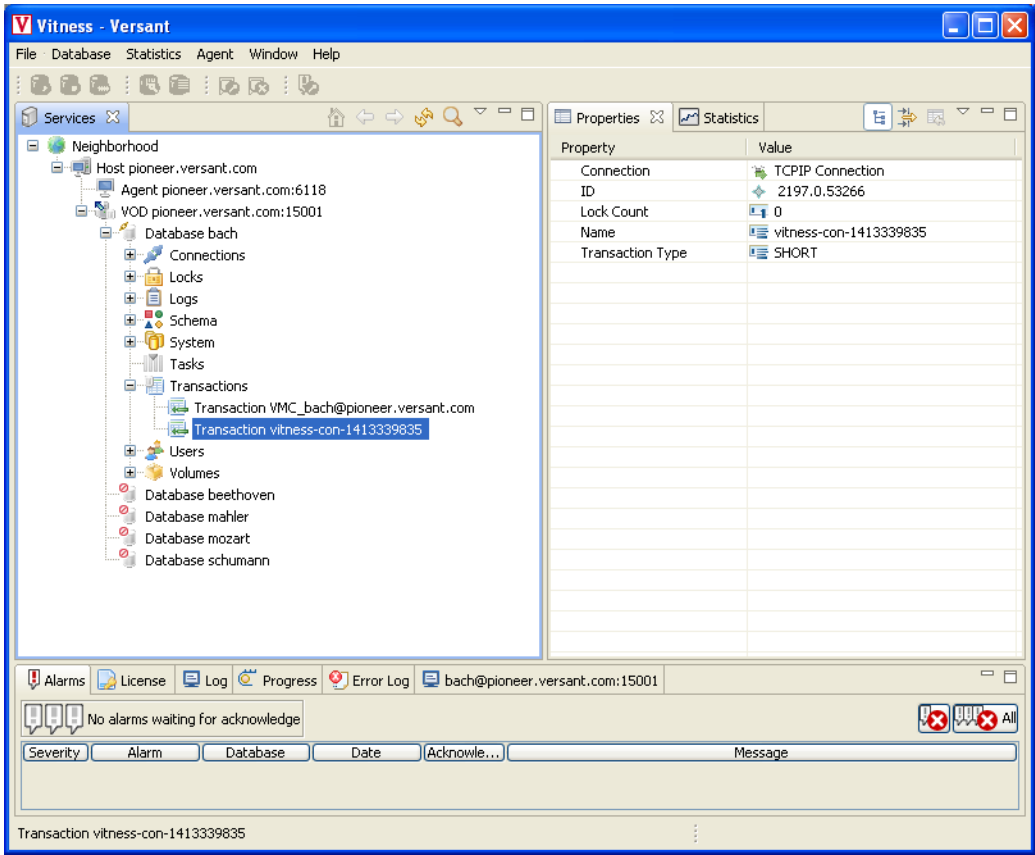 Vitness - Versant
File Database Statistics Agent Window Help
Services
Neighborhood
Host pioneer.versant.com
Agent pioneer.versant.com:6118
VOD pioneer.versant.com:15001
Database bach
Connections
Locks
Logs
Schema
System
Tasks
Transactions
Transaction VMC_bach@pioneer.versant.com
Transaction vitness-con-1413339835
Users
Volumes
Database beethoven
Database mahler
Database mozart
Database schumann
Properties Statistics
Property Value
Connection TCPIP Connection
ID 2197.0.53266
Lock Count 0
Name vitness-con-1413339835
Transaction Type SHORT
Alarms License Log Progress Error Log bach@pioneer.versant.com:15001
No alarms waiting for acknowledge All
Severity Alarm Database Date Acknowle... Message
Transaction vitness-con-1413339835